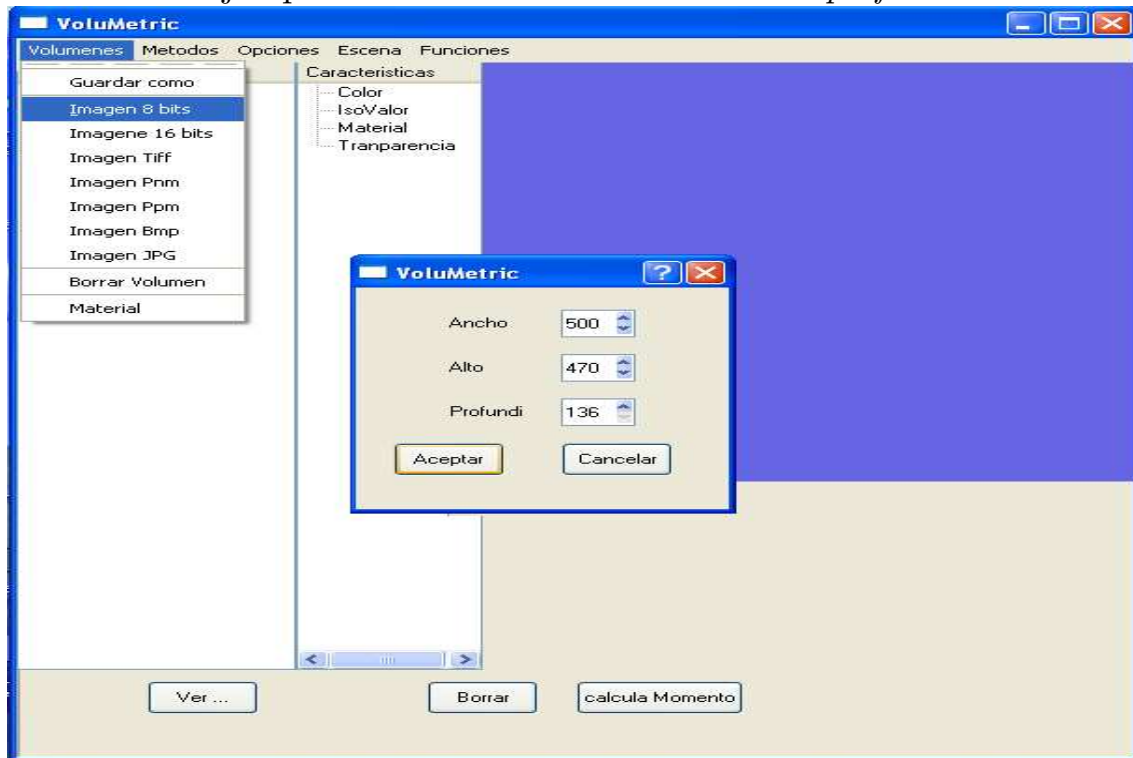 VoluMetric
Volumenes Metodos Opciones Escena Funciones
Guardar como
Imagen 8 bits
Imagene 16 bits
Imagen Tiff
Imagen Pnm
Imagen Ppm
Imagen Bmp
Imagen JPG
Borrar Volumen
Material
Caracteristicas
Color
IsoValor
Material
Tranparencia
VoluMetric
Ancho 500
Alto 470
Profundi 136
Aceptar Cancelar
Ver ... Borrar calcula Momento